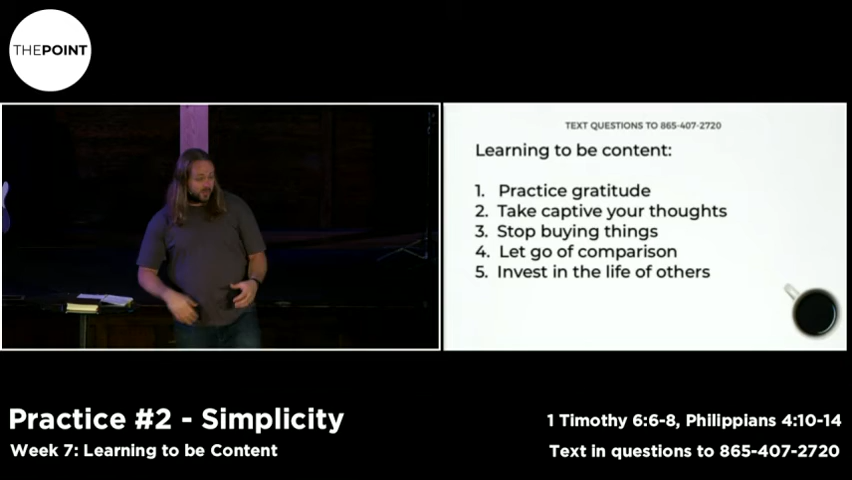 THEPOINT
TEXT QUESTIONS TO 865-407-2720
Learning to be content:
1. Practice gratitude
2. Take captive your thoughts
3. Stop buying things
4. Let go of comparison
5. Invest in the life of others
Practice #2 - Simplicity
Week 7: Learning to be Content
1 Timothy 6:6-8, Philippians 4:10-14
Text in questions to 865-407-2720